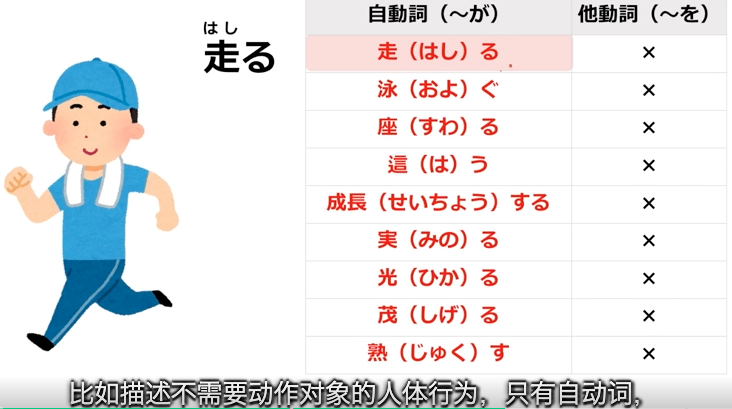 はし
走る
自動詞（～が） 他動詞（～を）
走（はし）る ×
泳（およ）ぐ ×
座（すわ）る ×
這（は）う ×
成長（せいちょう）する ×
実（みの）る ×
光（ひか）る ×
茂（しげ）る ×
熟（じゅく）す ×
比如描述不需要动作对象的人体行为，只有自动词，